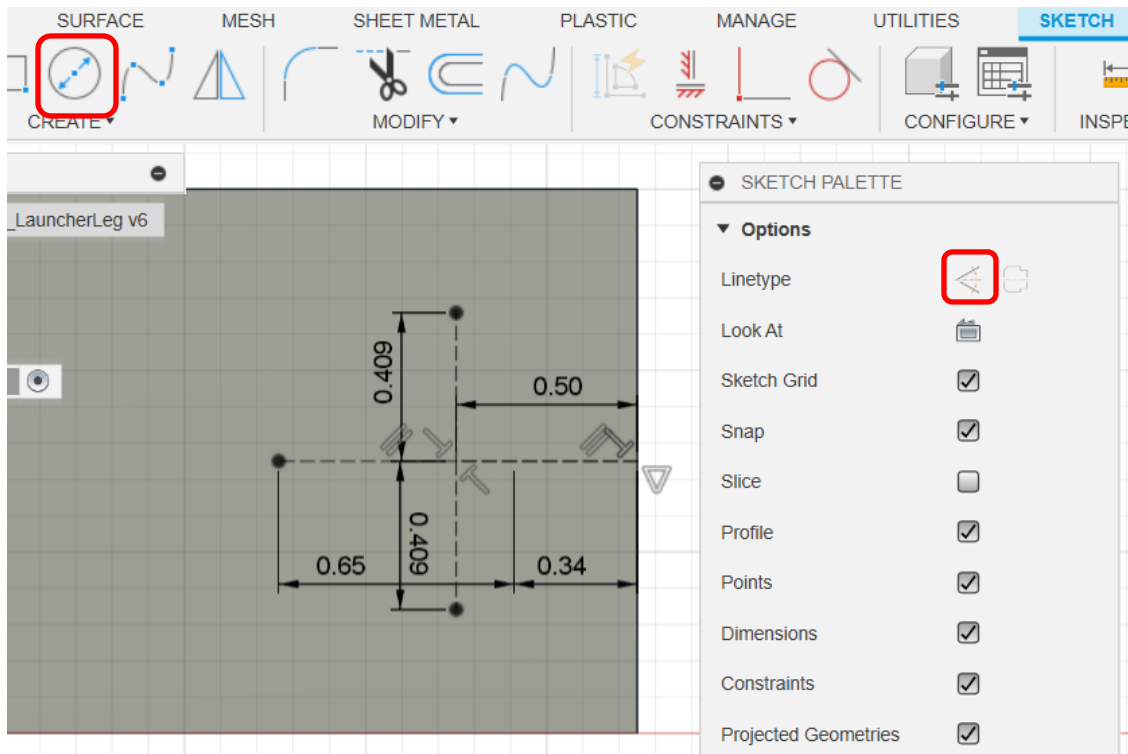 SURFACE MESH SHEET METAL PLASTIC MANAGE UTILITIES SKETCH
CREATE ▾ MODIFY ▾ CONSTRAINTS ▾ CONFIGURE ▾ INSPE
SKETCH PALETTE
_LauncherLeg v6
▼ Options
Linetype
Look At
Sketch Grid
Snap
Slice
Profile
Points
Dimensions
Constraints
Projected Geometries
0.409
0.50
0.409
0.65
0.34